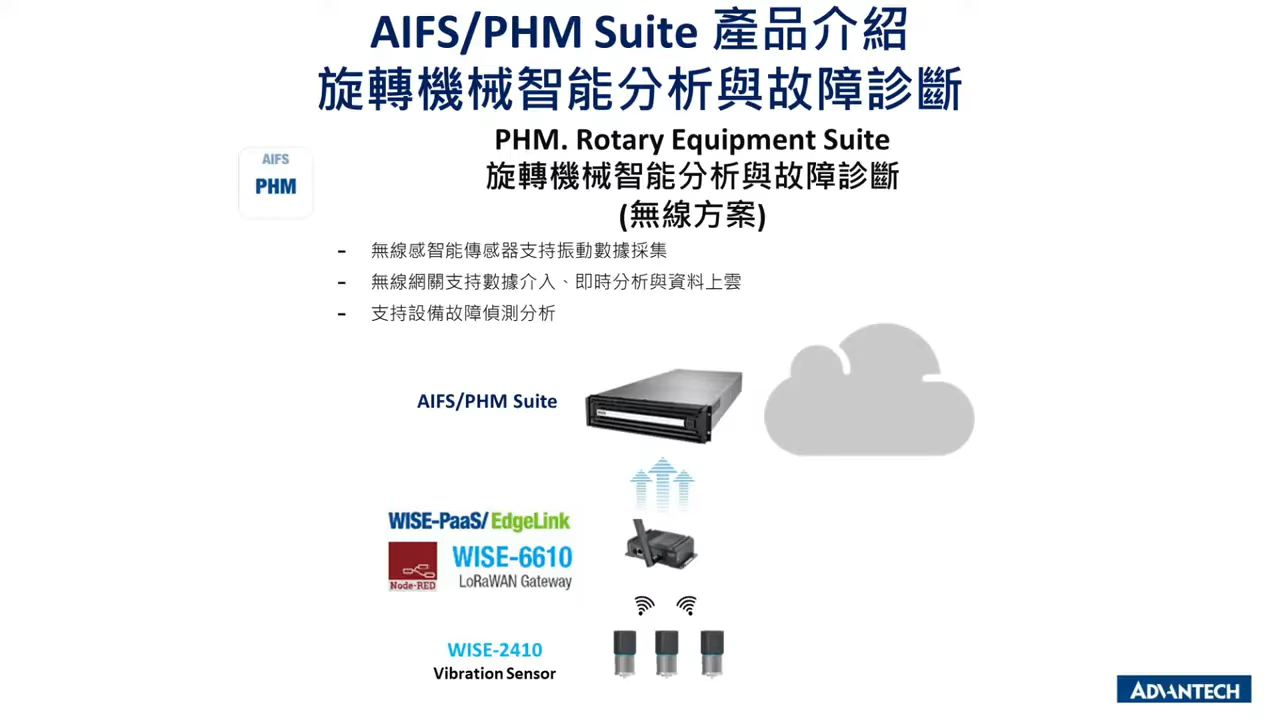 AIFS/PHM Suite 產品介紹
旋轉機械智能分析與故障診斷
AIFS
PHM
PHM. Rotary Equipment Suite
旋轉機械智能分析與故障診斷
(無線方案)
- 無線感智能傳感器支持振動數據採集
- 無線網關支持數據介入、即時分析與資料上雲
- 支持設備故障偵測分析
AIFS/PHM Suite
WISE-PaaS/EdgeLink
WISE-6610
Node-RED
LoRaWAN Gateway
WISE-2410
Vibration Sensor
ADVANTECH